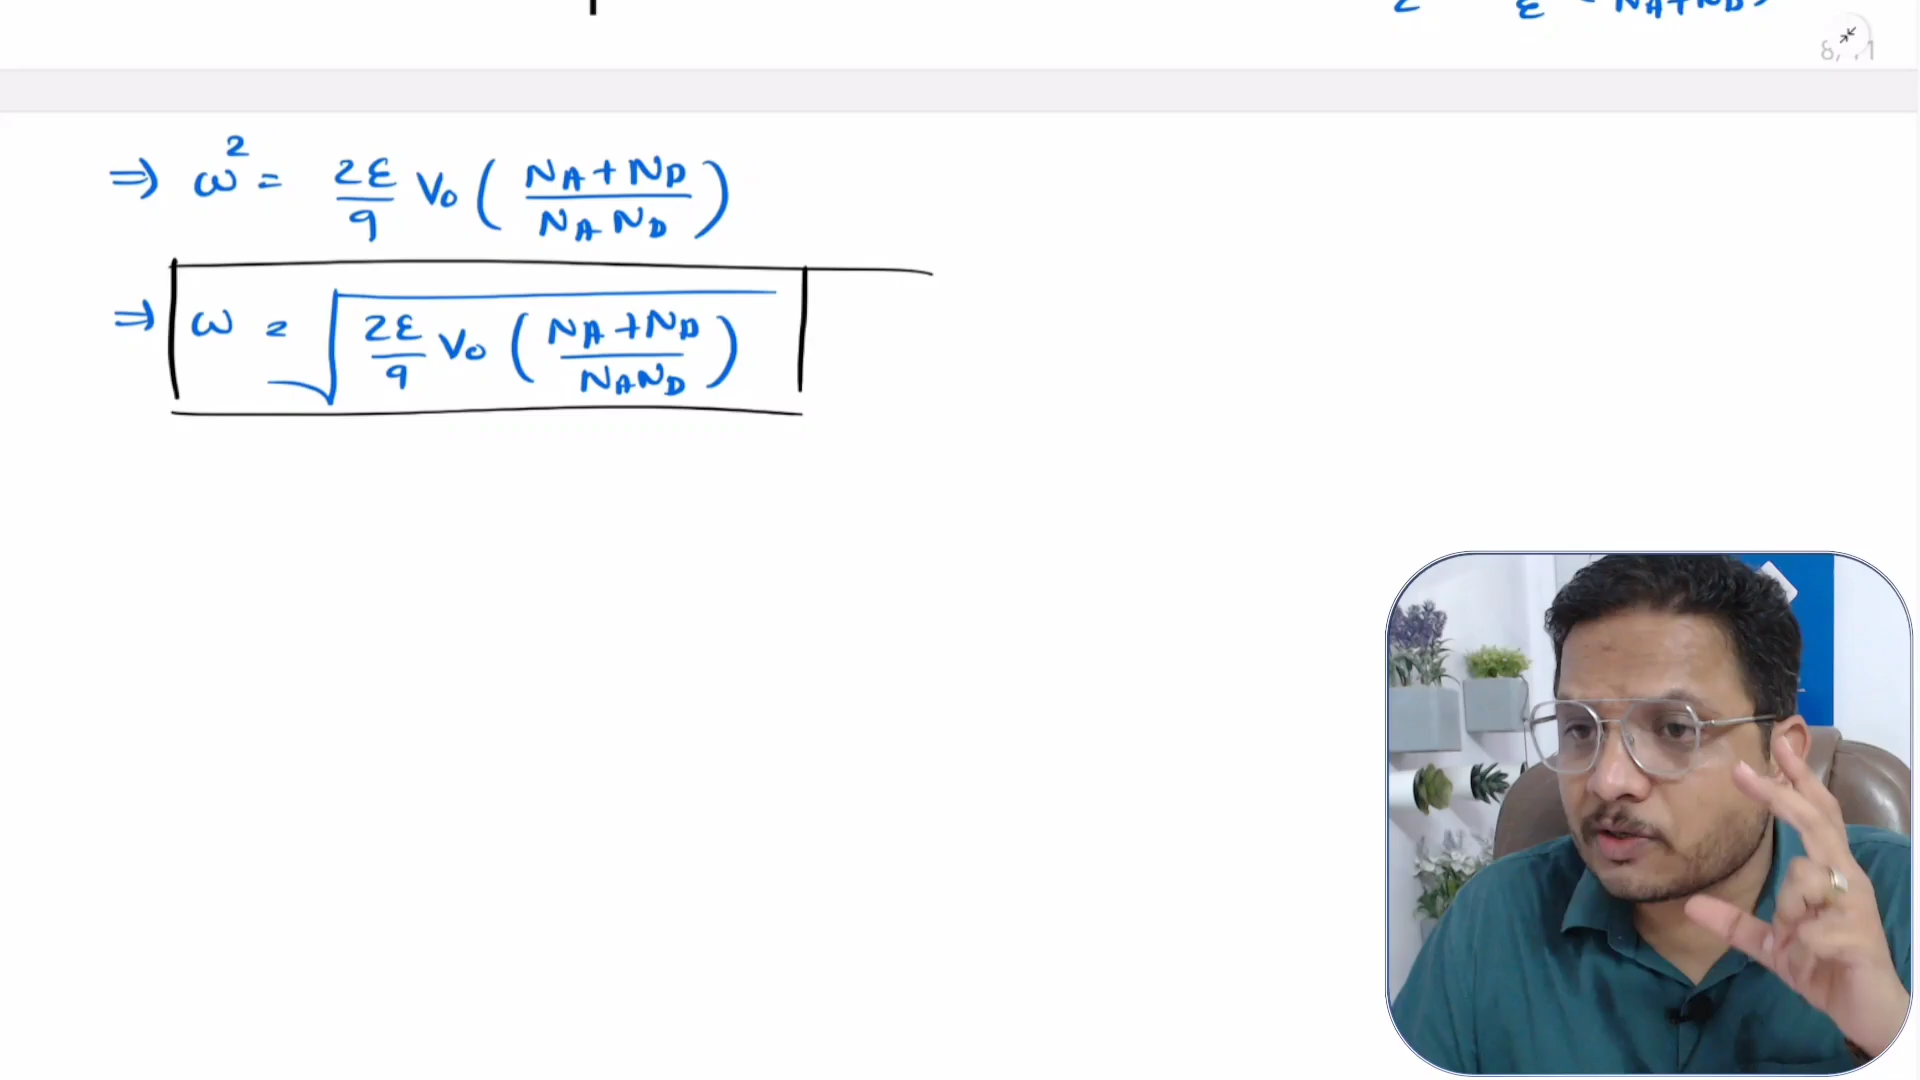 ⇒ ω² = 2ε/q V₀ ( N_A + N_D / N_A N_D )
⇒ ω = √( 2ε/q V₀ ( N_A + N_D / N_A N_D ) )